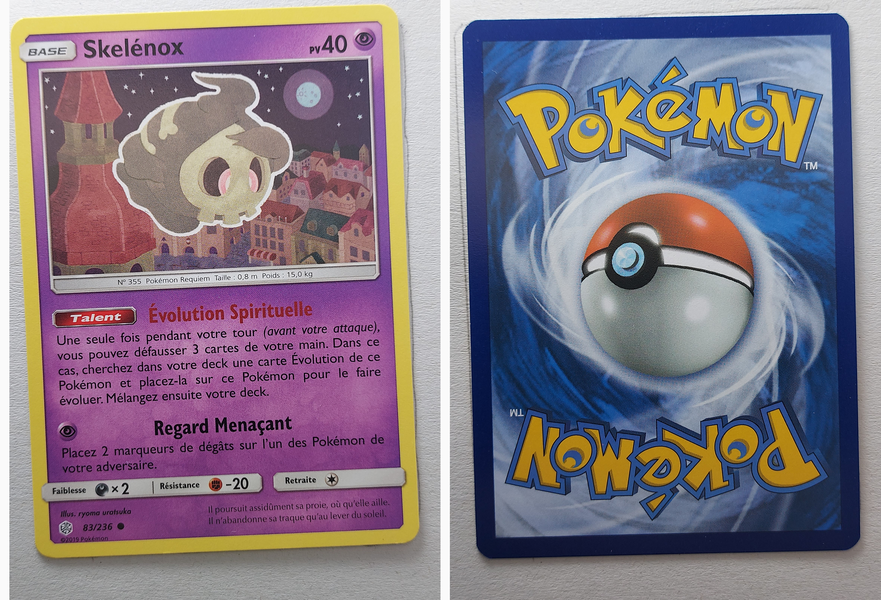 BASE Skelénox PV40
N° 355 Pokémon Requiem Taille : 0,8 m Poids : 15,0 kg
Talent Évolution Spirituelle
Une seule fois pendant votre tour (avant votre attaque),
vous pouvez défausser 3 cartes de votre main. Dans ce
cas, cherchez dans votre deck une carte Évolution de ce
Pokémon et placez-la sur ce Pokémon pour le faire
évoluer. Mélangez ensuite votre deck.
Regard Menaçant
Placez 2 marqueurs de dégâts sur l'un des Pokémon de
votre adversaire.
Faiblesse ×2 Résistance -20 Retraite
Illus. ryoma uratsuka
83/236
©2019 Pokémon
Il poursuit assidûment sa proie, où qu'elle aille.
Il n'abandonne sa traque qu'au lever du soleil.
POKéMON
TM
TM
POKéMON